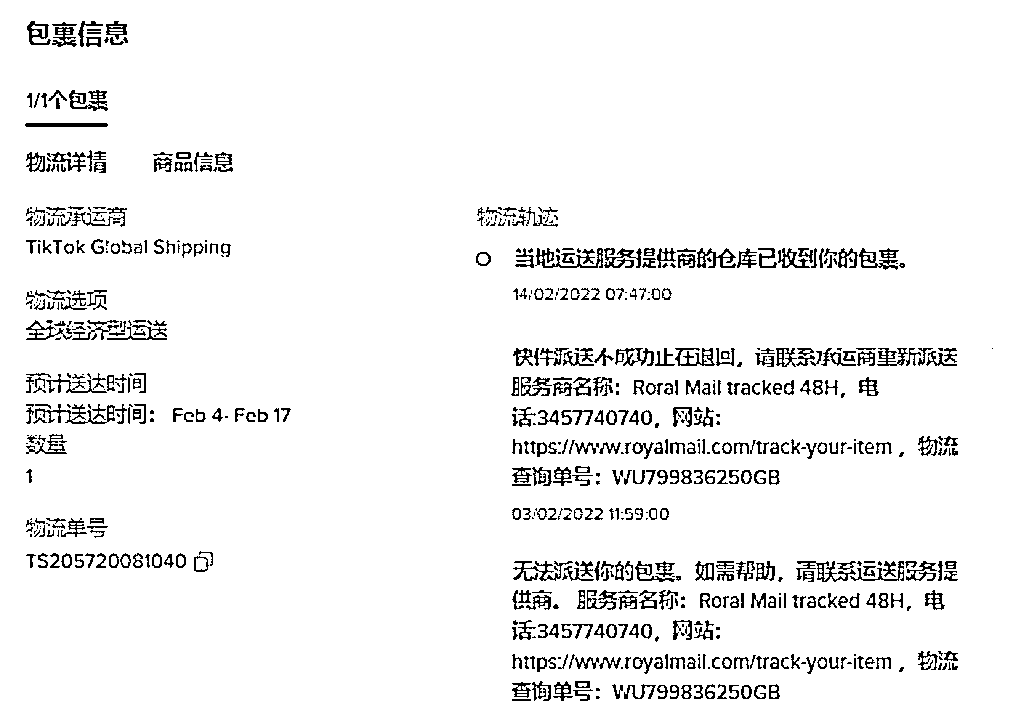 包裹信息
1/1个包裹
物流详情 商品信息
物流承运商
TikTok Global Shipping
物流选项
全球经济型运送
预计送达时间
预计送达时间： Feb 4- Feb 17
数量
1
物流单号
TS205720081040
物流轨迹
当地运送服务提供商的仓库已收到你的包裹。
14/02/2022 07:47:00
快件派送不成功正在退回，请联系承运商重新派送
服务商名称：Roral Mail tracked 48H，电
话:3457740740，网站：
https://www.royalmail.com/track-your-item ，物流
查询单号：WU799836250GB
03/02/2022 11:59:00
无法派送你的包裹。如需帮助，请联系运送服务提
供商。 服务商名称：Roral Mail tracked 48H，电
话:3457740740，网站：
https://www.royalmail.com/track-your-item ，物流
查询单号：WU799836250GB